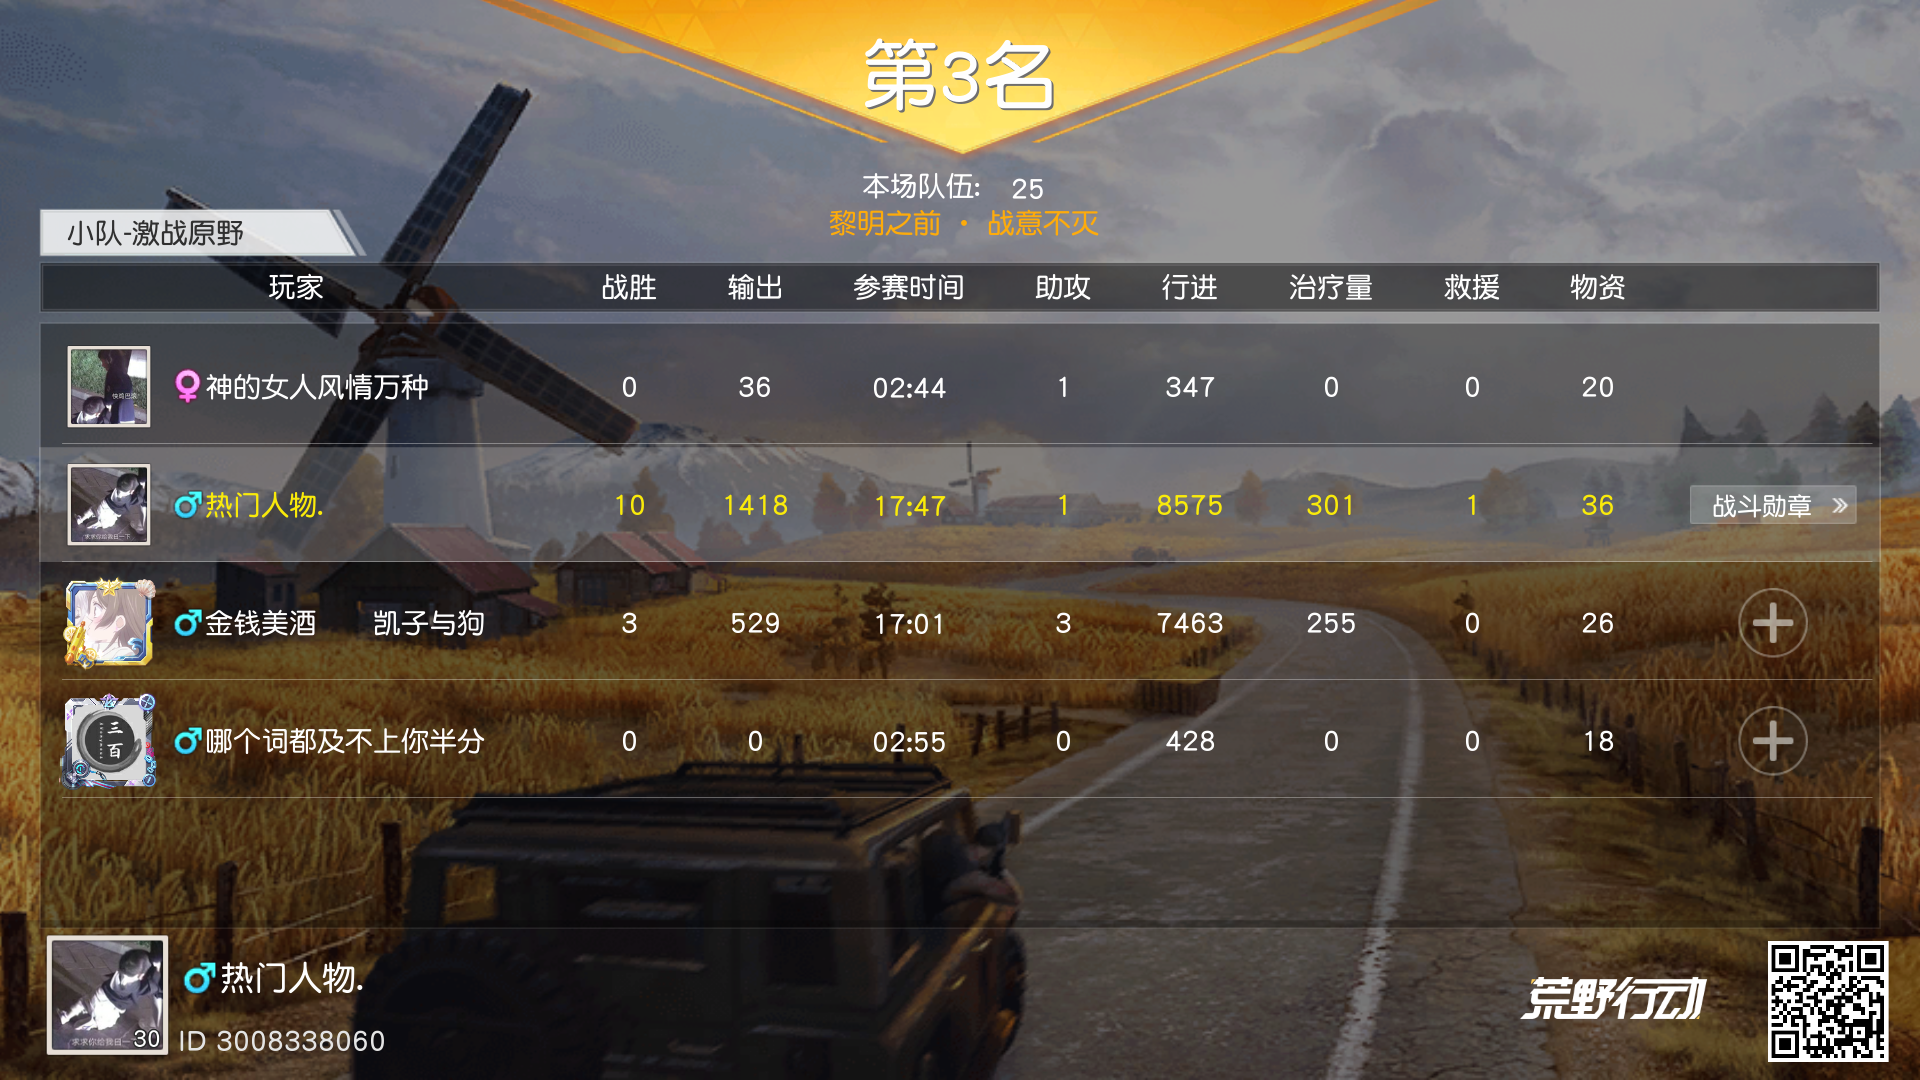 第3名
本场队伍: 25
黎明之前 · 战意不灭
小队-激战原野
玩家 战胜 输出 参赛时间 助攻 行进 治疗量 救援 物资
神的女人风情万种 0 36 02:44 1 347 0 0 20
热门人物. 10 1418 17:47 1 8575 301 1 36 战斗勋章
金钱美酒 凯子与狗 3 529 17:01 3 7463 255 0 26
三百
哪个词都及不上你半分 0 0 02:55 0 428 0 0 18
热门人物.
30
ID 3008338060
荒野行动